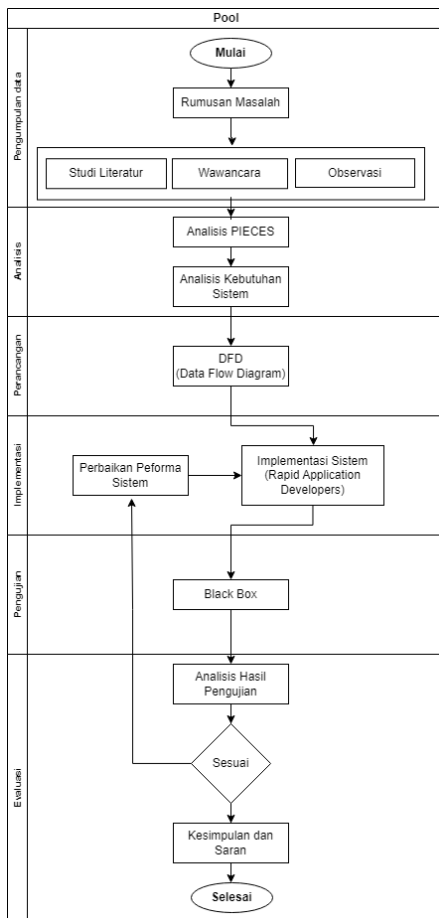 Pool
Pengumpulan data
Mulai
Rumusan Masalah
Studi Literatur
Wawancara
Observasi
Analisis
Analisis PIECES
Analisis Kebutuhan
Sistem
Perancangan
DFD
(Data Flow Diagram)
Implementasi
Perbaikan Peforma
Sistem
Implementasi Sistem
(Rapid Application
Developers)
Pengujian
Black Box
Evaluasi
Analisis Hasil
Pengujian
Sesuai
Kesimpulan dan
Saran
Selesai